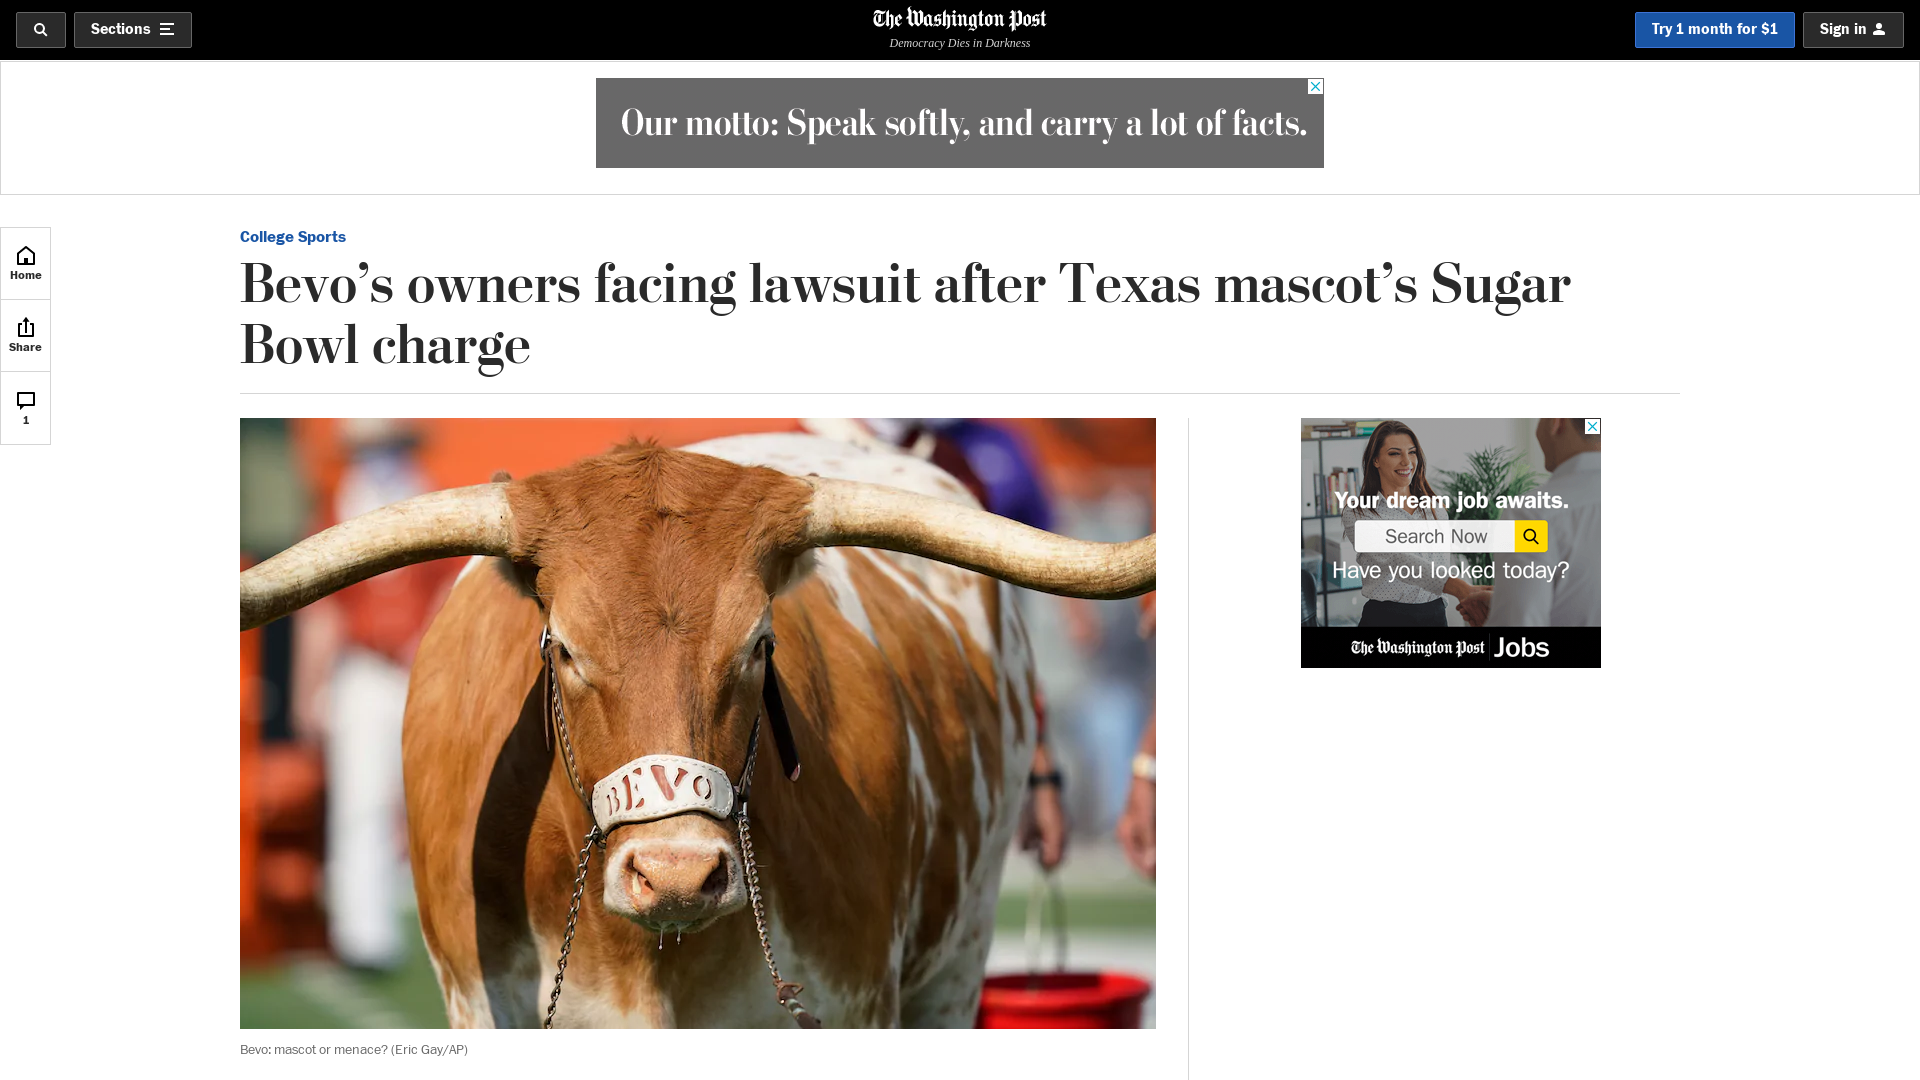 Sections
The Washington Post
Democracy Dies in Darkness
Try 1 month for $1
Sign in
Our motto: Speak softly, and carry a lot of facts.
Home
Share
1
College Sports
Bevo’s owners facing lawsuit after Texas mascot’s Sugar
Bowl charge
BEVO
Your dream job awaits.
Search Now
Have you looked today?
The Washington Post Jobs
Bevo: mascot or menace? (Eric Gay/AP)